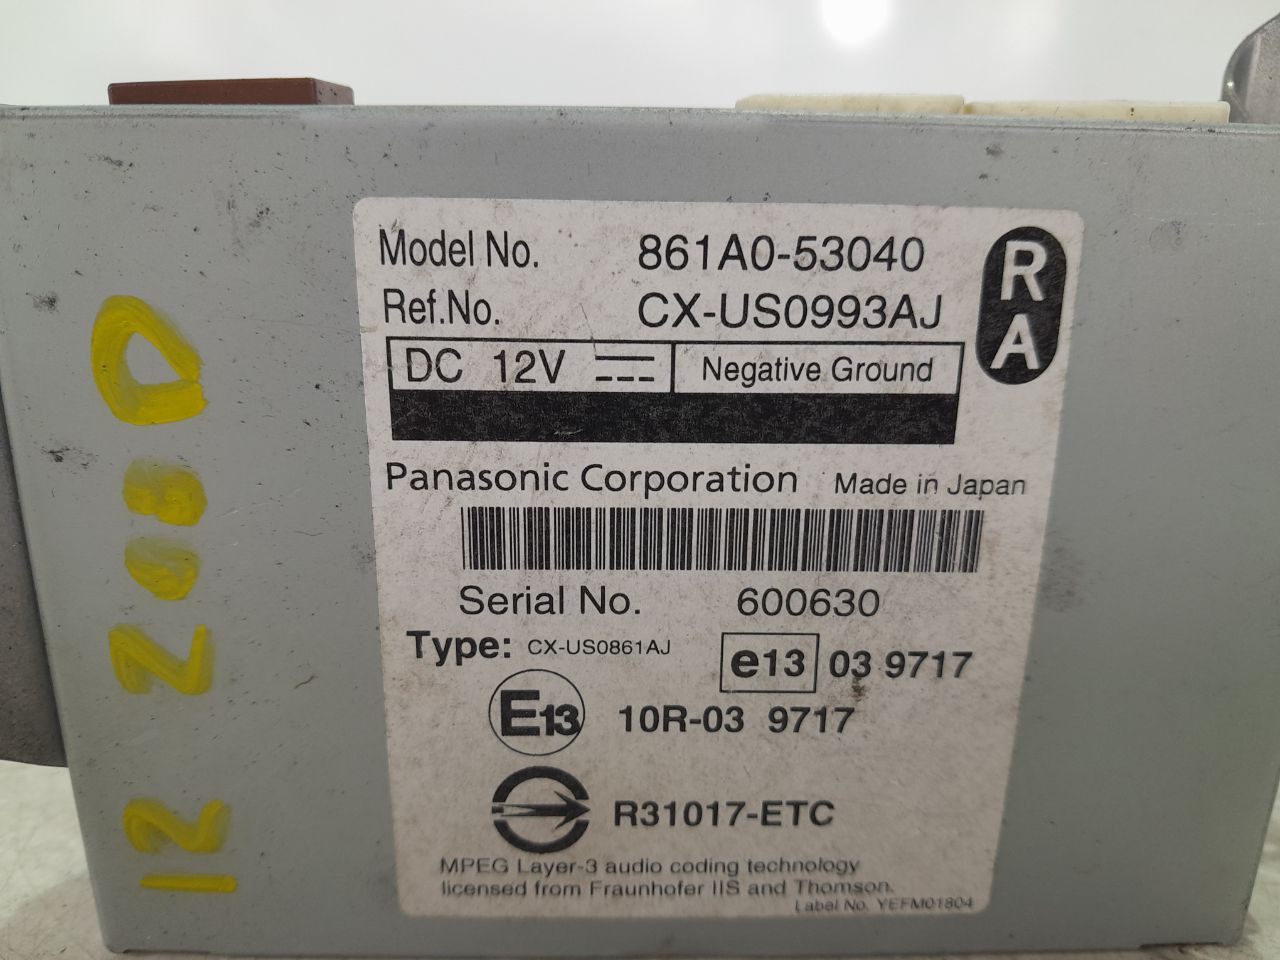 Model No. 861A0-53040
Ref.No. CX-US0993AJ
R
A
DC 12V Negative Ground
Panasonic Corporation Made in Japan
Serial No. 600630
Type: CX-US0861AJ e13 03 9717
E13 10R-03 9717
R31017-ETC
MPEG Layer-3 audio coding technology
licensed from Fraunhofer IIS and Thomson.
Label No. YEFM01804